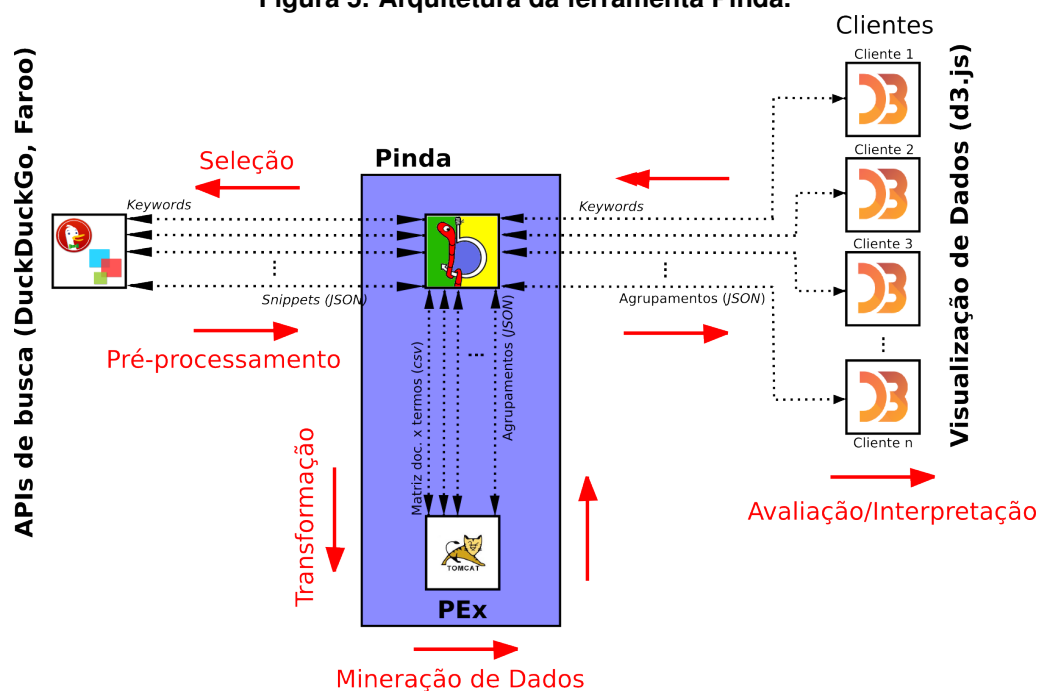 Figura 5. Arquitetura da ferramenta Pinda.
Clientes
Cliente 1
Cliente 2
Cliente 3
Cliente n
Visualização de Dados (d3.js)
APIs de busca (DuckDuckGo, Faroo)
Seleção
Pinda
Keywords
Keywords
Snippets (JSON)
Agrupamentos (JSON)
Pré-processamento
Matriz doc. x termos (csv)
Agrupamentos (JSON)
Transformação
TOMCAT
PEx
Avaliação/Interpretação
Mineração de Dados